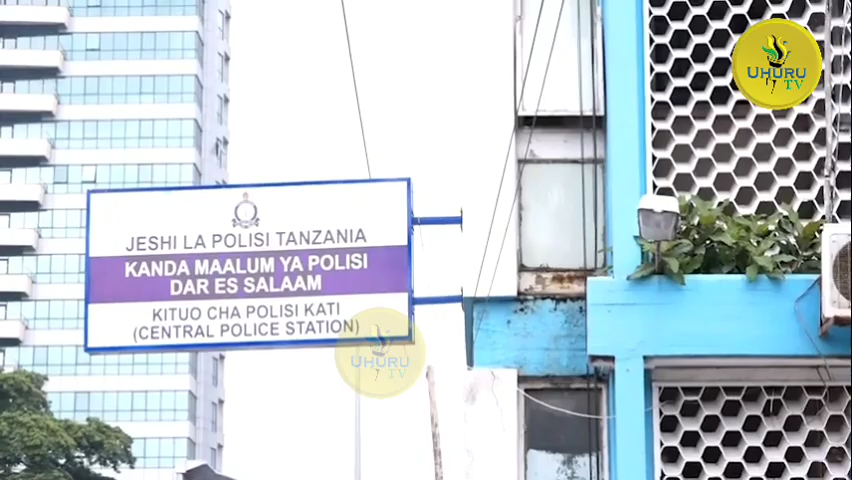 UHURU
TV
JESHI LA POLISI TANZANIA
KANDA MAALUM YA POLISI
DAR ES SALAAM
KITUO CHA POLISI KATI
(CENTRAL POLICE STATION)
UHURU
TV